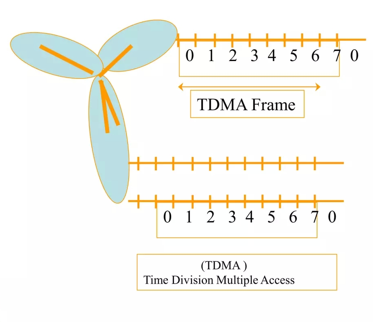 0 1 2 3 4 5 6 7 0
TDMA Frame
0 1 2 3 4 5 6 7 0
(TDMA )
Time Division Multiple Access